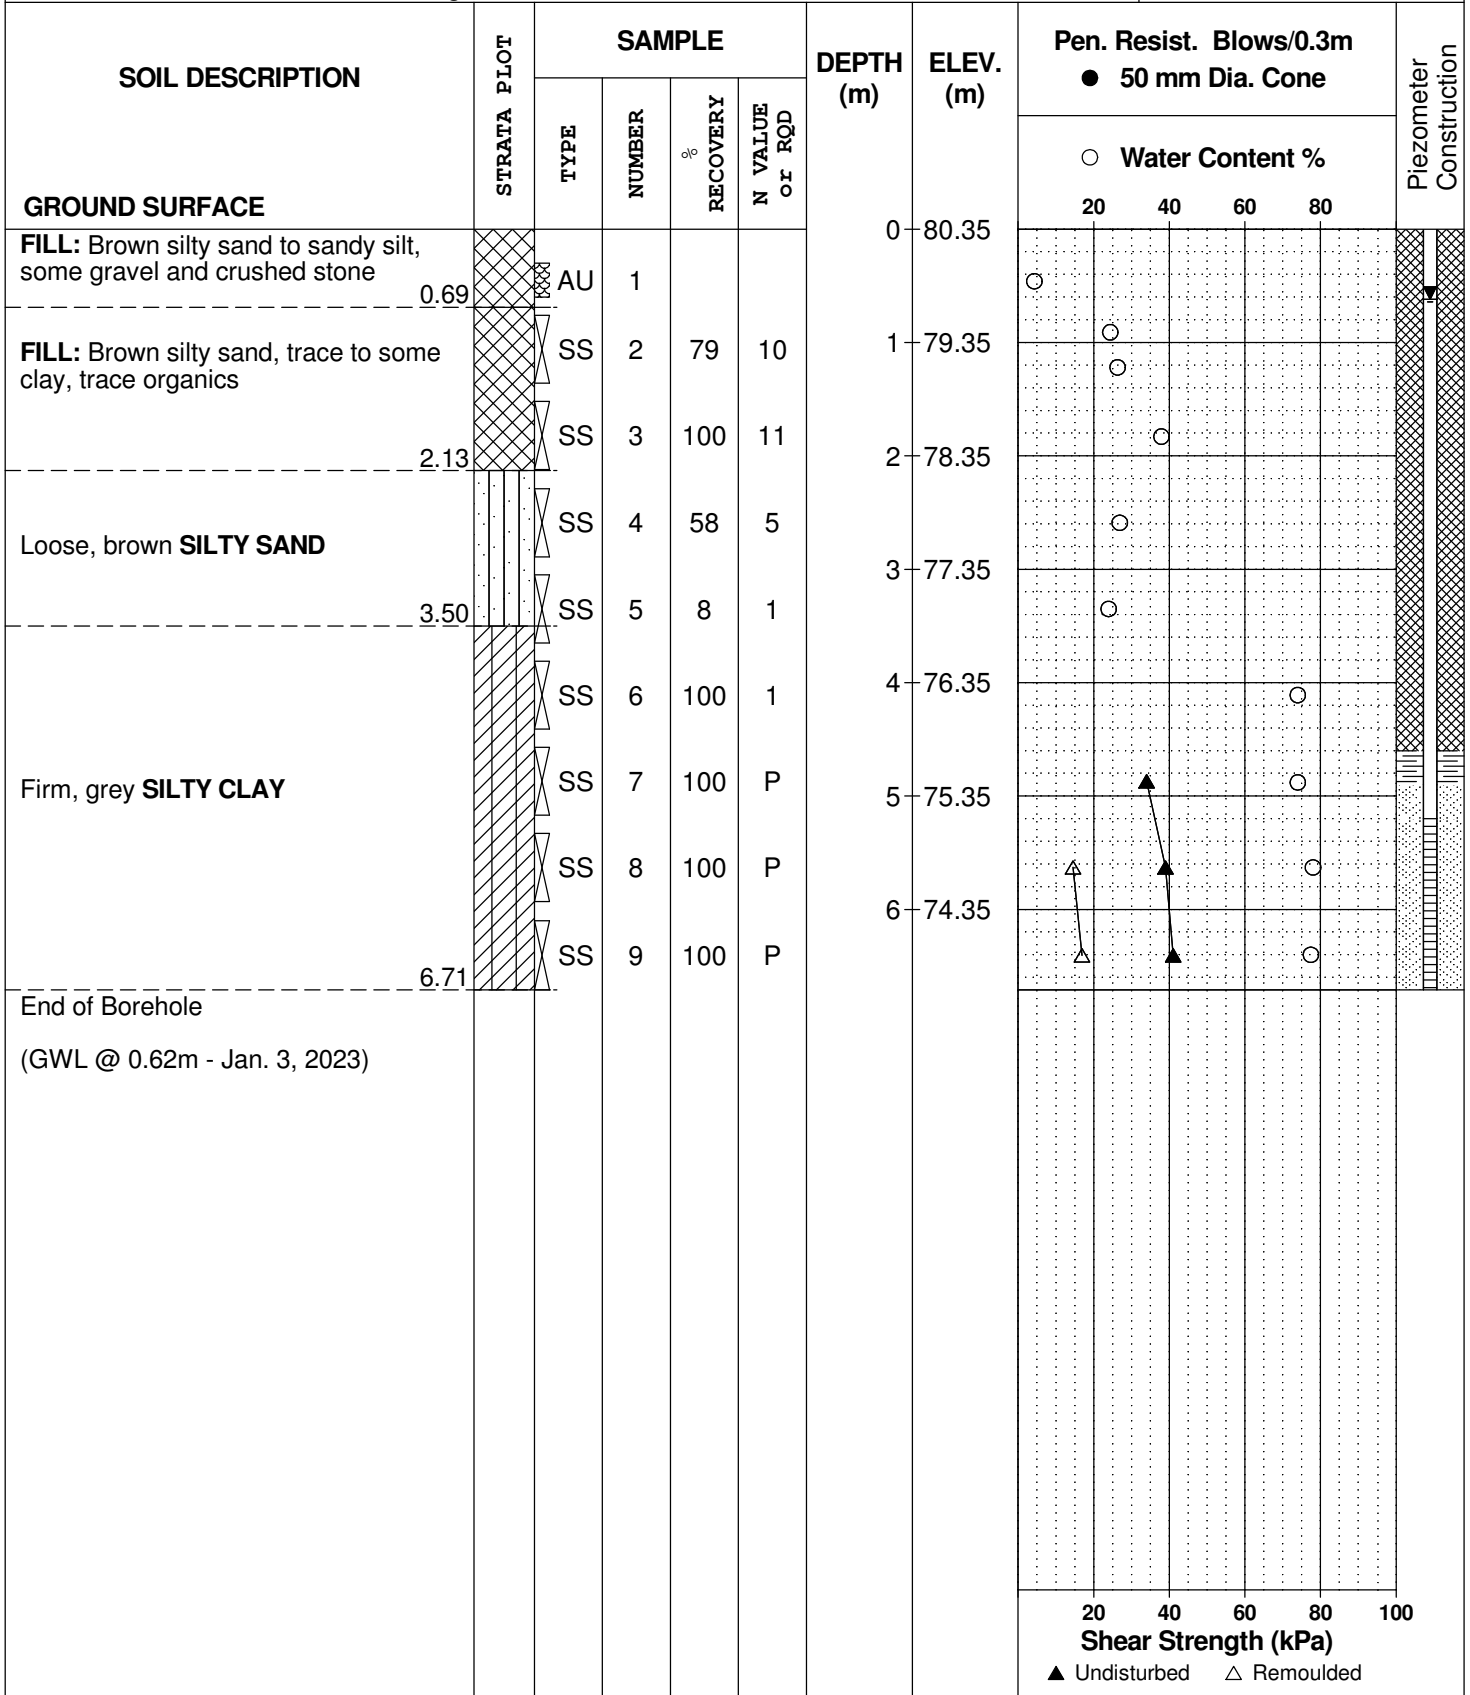 SOIL DESCRIPTION
GROUND SURFACE
STRATA PLOT
SAMPLE
TYPE
NUMBER
% RECOVERY
N VALUE
or RQD
DEPTH
(m)
ELEV.
(m)
Pen. Resist. Blows/0.3m
● 50 mm Dia. Cone
○ Water Content %
20 40 60 80
Piezometer
Construction
0 80.35
FILL: Brown silty sand to sandy silt,
some gravel and crushed stone
0.69
AU 1
FILL: Brown silty sand, trace to some
clay, trace organics
2.13
SS 2 79 10
1 79.35
SS 3 100 11
2 78.35
Loose, brown SILTY SAND
3.50
SS 4 58 5
3 77.35
SS 5 8 1
Firm, grey SILTY CLAY
6.71
SS 6 100 1
4 76.35
SS 7 100 P
5 75.35
SS 8 100 P
6 74.35
SS 9 100 P
End of Borehole
(GWL @ 0.62m - Jan. 3, 2023)
20 40 60 80 100
Shear Strength (kPa)
▲ Undisturbed △ Remoulded